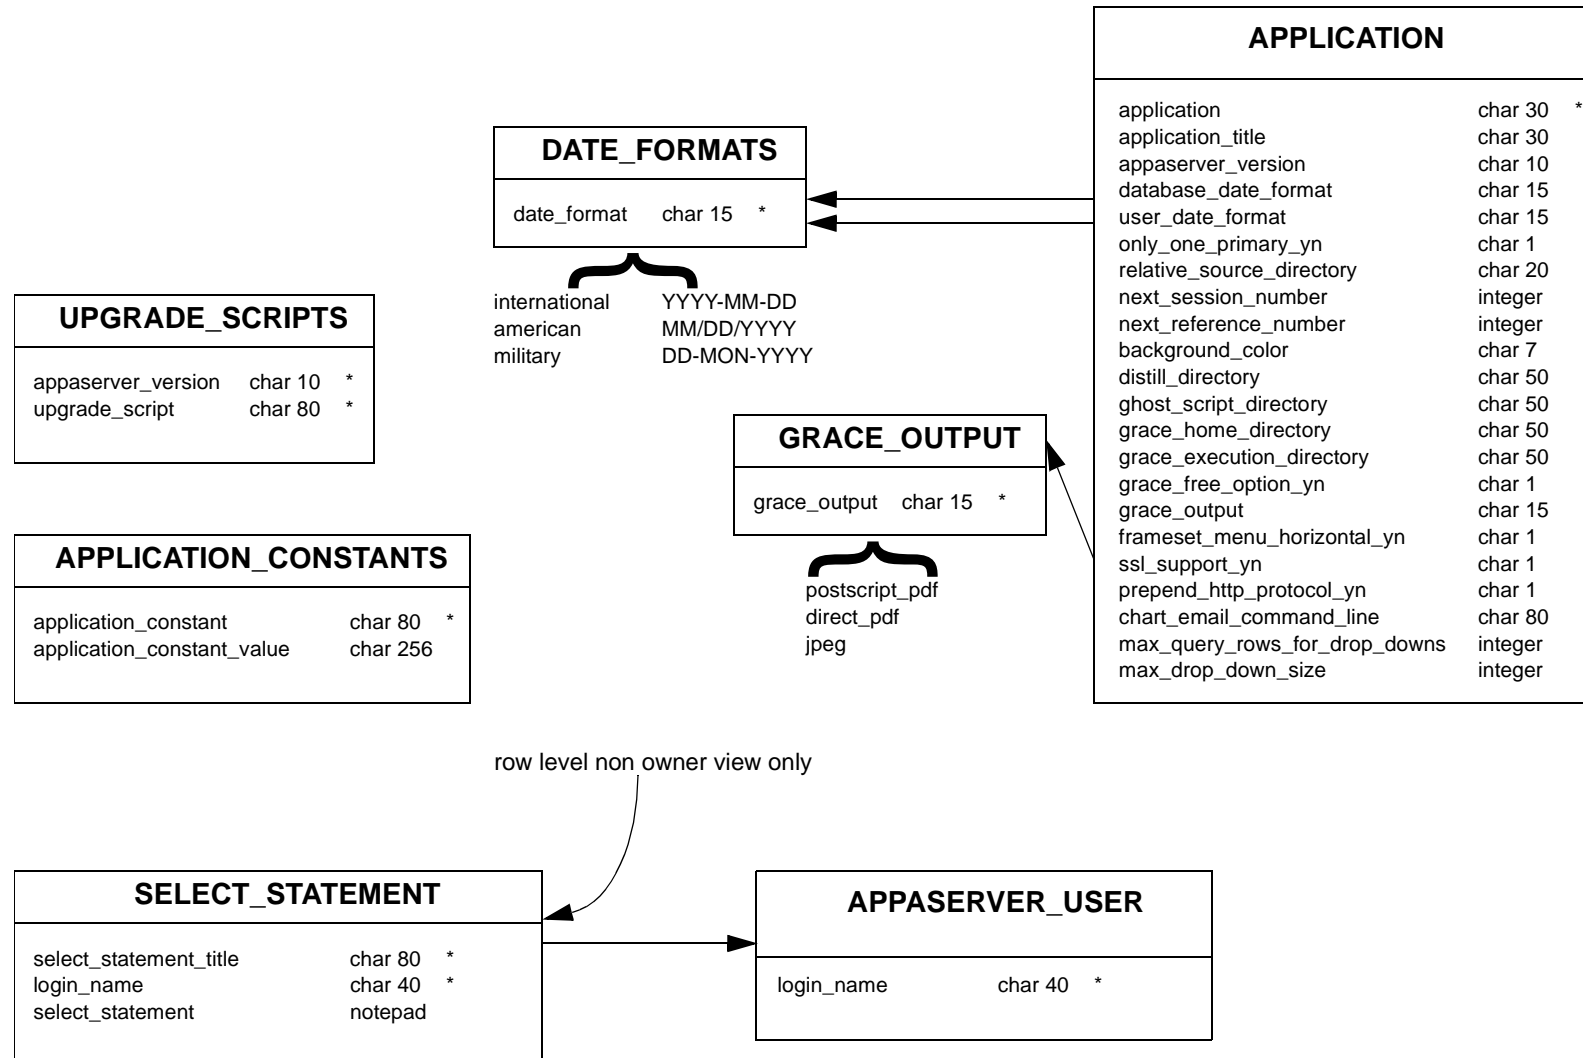 APPLICATION
application char 30 *
application_title char 30
appaserver_version char 10
database_date_format char 15
user_date_format char 15
only_one_primary_yn char 1
relative_source_directory char 20
next_session_number integer
next_reference_number integer
background_color char 7
distill_directory char 50
ghost_script_directory char 50
grace_home_directory char 50
grace_execution_directory char 50
grace_free_option_yn char 1
grace_output char 15
frameset_menu_horizontal_yn char 1
ssl_support_yn char 1
prepend_http_protocol_yn char 1
chart_email_command_line char 80
max_query_rows_for_drop_downs integer
max_drop_down_size integer
DATE_FORMATS
date_format char 15 *
international YYYY-MM-DD
american MM/DD/YYYY
military DD-MON-YYYY
UPGRADE_SCRIPTS
appaserver_version char 10 *
upgrade_script char 80 *
GRACE_OUTPUT
grace_output char 15 *
postscript_pdf
direct_pdf
jpeg
APPLICATION_CONSTANTS
application_constant char 80 *
application_constant_value char 256
row level non owner view only
SELECT_STATEMENT
select_statement_title char 80 *
login_name char 40 *
select_statement notepad
APPASERVER_USER
login_name char 40 *